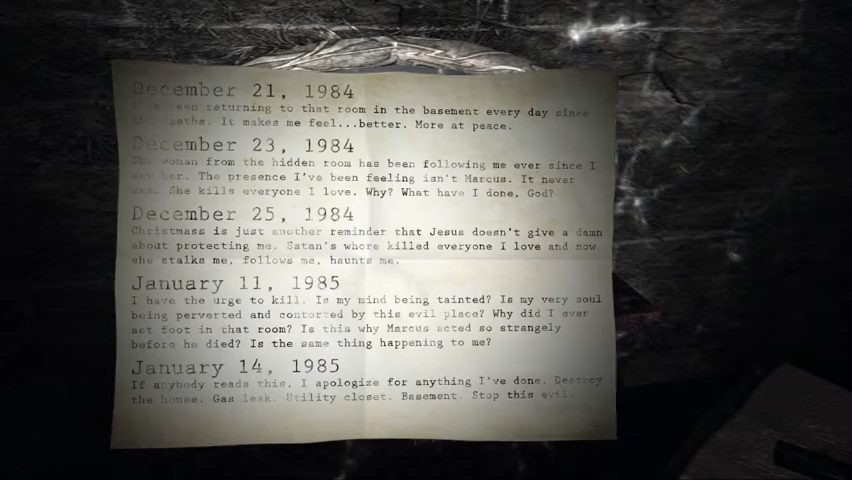 December 21, 1984
been returning to that room in the basement every day since
It makes me feel...better. More at peace.
December 23, 1984
The woman from the hidden room has been following me ever since I
her. The presence I've been feeling isn't Marcus. It never
was. She kills everyone I love. Why? What have I done, God?
December 25, 1984
Christmass is just another reminder that Jesus doesn't give a damn
about protecting me. Satan's whore killed everyone I love and now
she stalks me, follows me, haunts me.
January 11, 1985
I have the urge to kill. Is my mind being tainted? Is my very soul
being perverted and contorted by this evil place? Why did I ever
set foot in that room? Is this why Marcus acted so strangely
before he died? Is the same thing happening to me?
January 14, 1985
If anybody reads this, I apologize for anything I've done. Destroy
the house. Gas leak. Utility closet. Basement. Stop this evil.